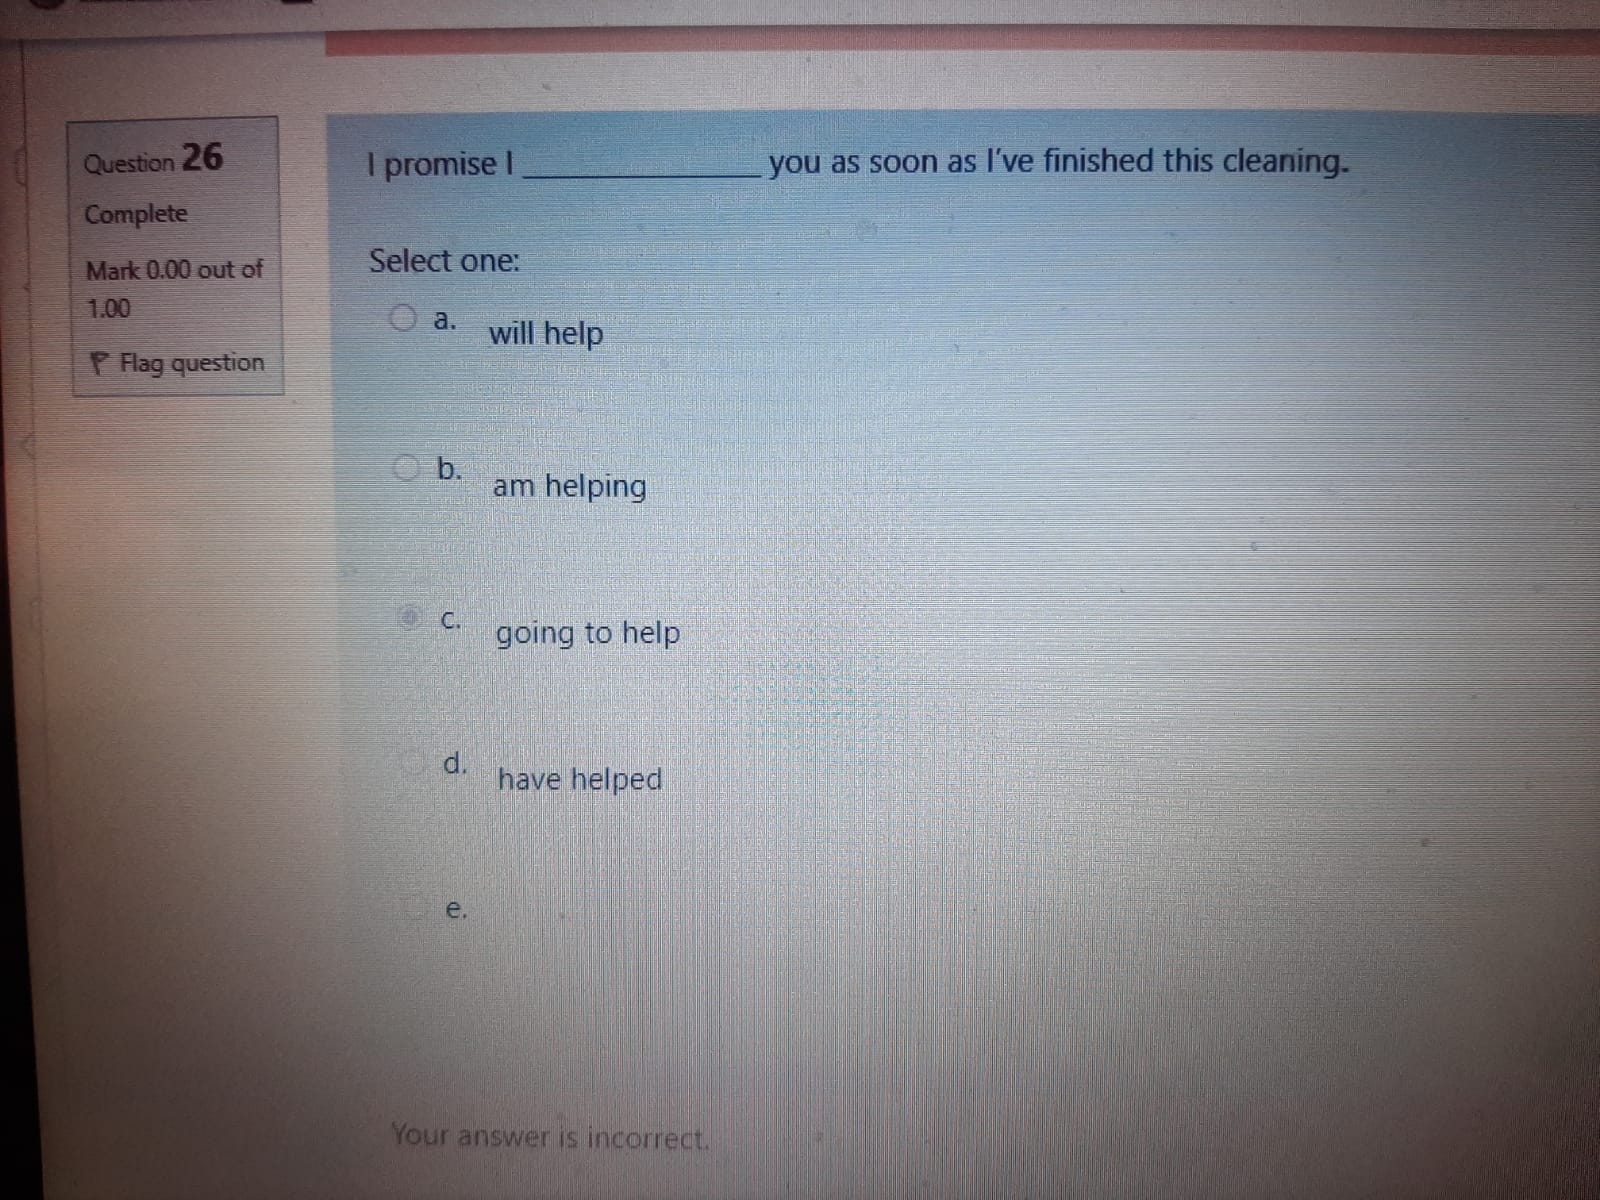 Question 26
Complete
Mark 0.00 out of
1.00
Flag question
I promise I ______________ you as soon as I've finished this cleaning.
Select one:
a. will help
b. am helping
c. going to help
d. have helped
e.
Your answer is incorrect.